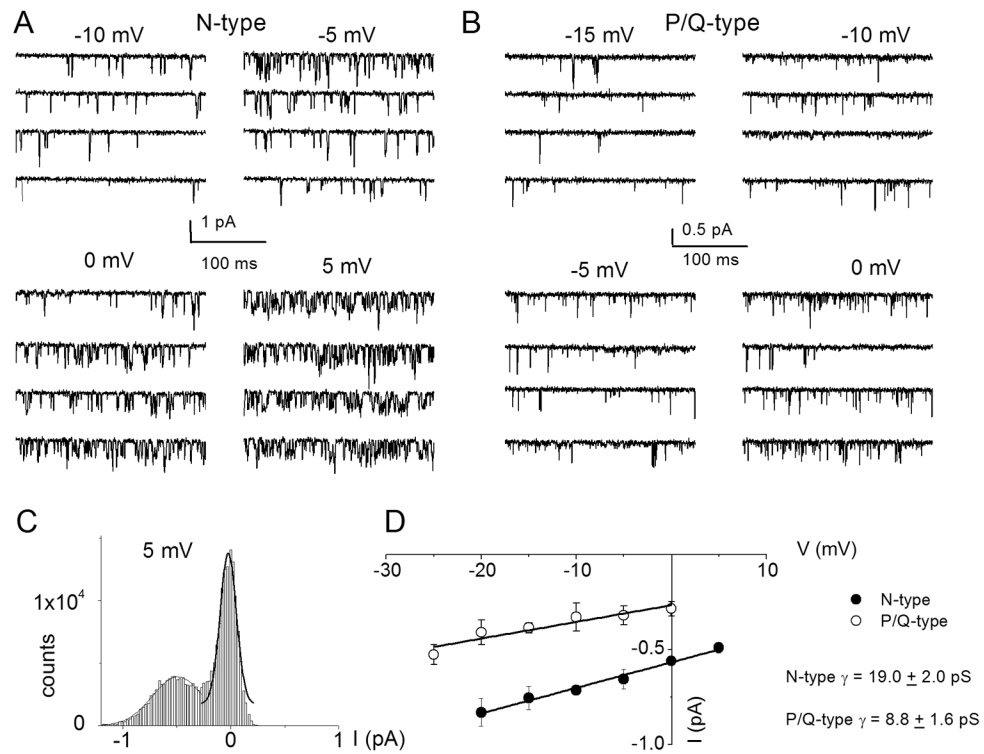 A
N-type
-10 mV
-5 mV
1 pA
100 ms
0 mV
5 mV
B
P/Q-type
-15 mV
-10 mV
0.5 pA
100 ms
-5 mV
0 mV
C
5 mV
1x10⁴
counts
0
-1
0
1
I (pA)
D
V (mV)
-30
-20
-10
0
10
-0.5
-1.0
I (pA)
N-type
P/Q-type
N-type γ = 19.0 ± 2.0 pS
P/Q-type γ = 8.8 ± 1.6 pS